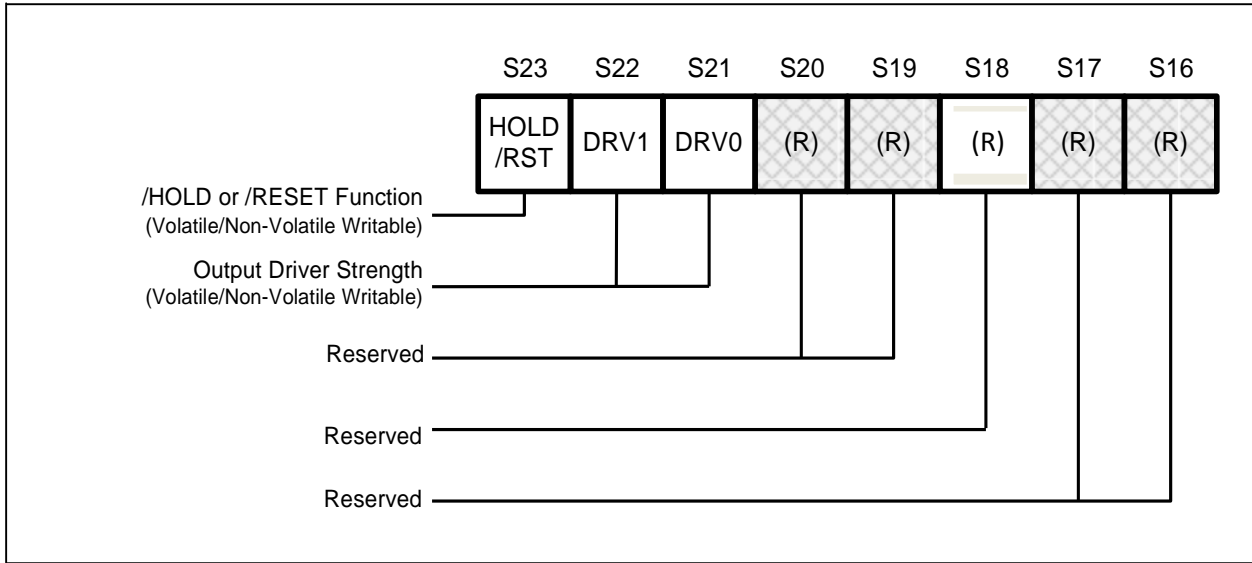 S23 S22 S21 S20 S19 S18 S17 S16
HOLD
/RST
DRV1 DRV0 (R) (R) (R) (R) (R)
/HOLD or /RESET Function
(Volatile/Non-Volatile Writable)
Output Driver Strength
(Volatile/Non-Volatile Writable)
Reserved
Reserved
Reserved